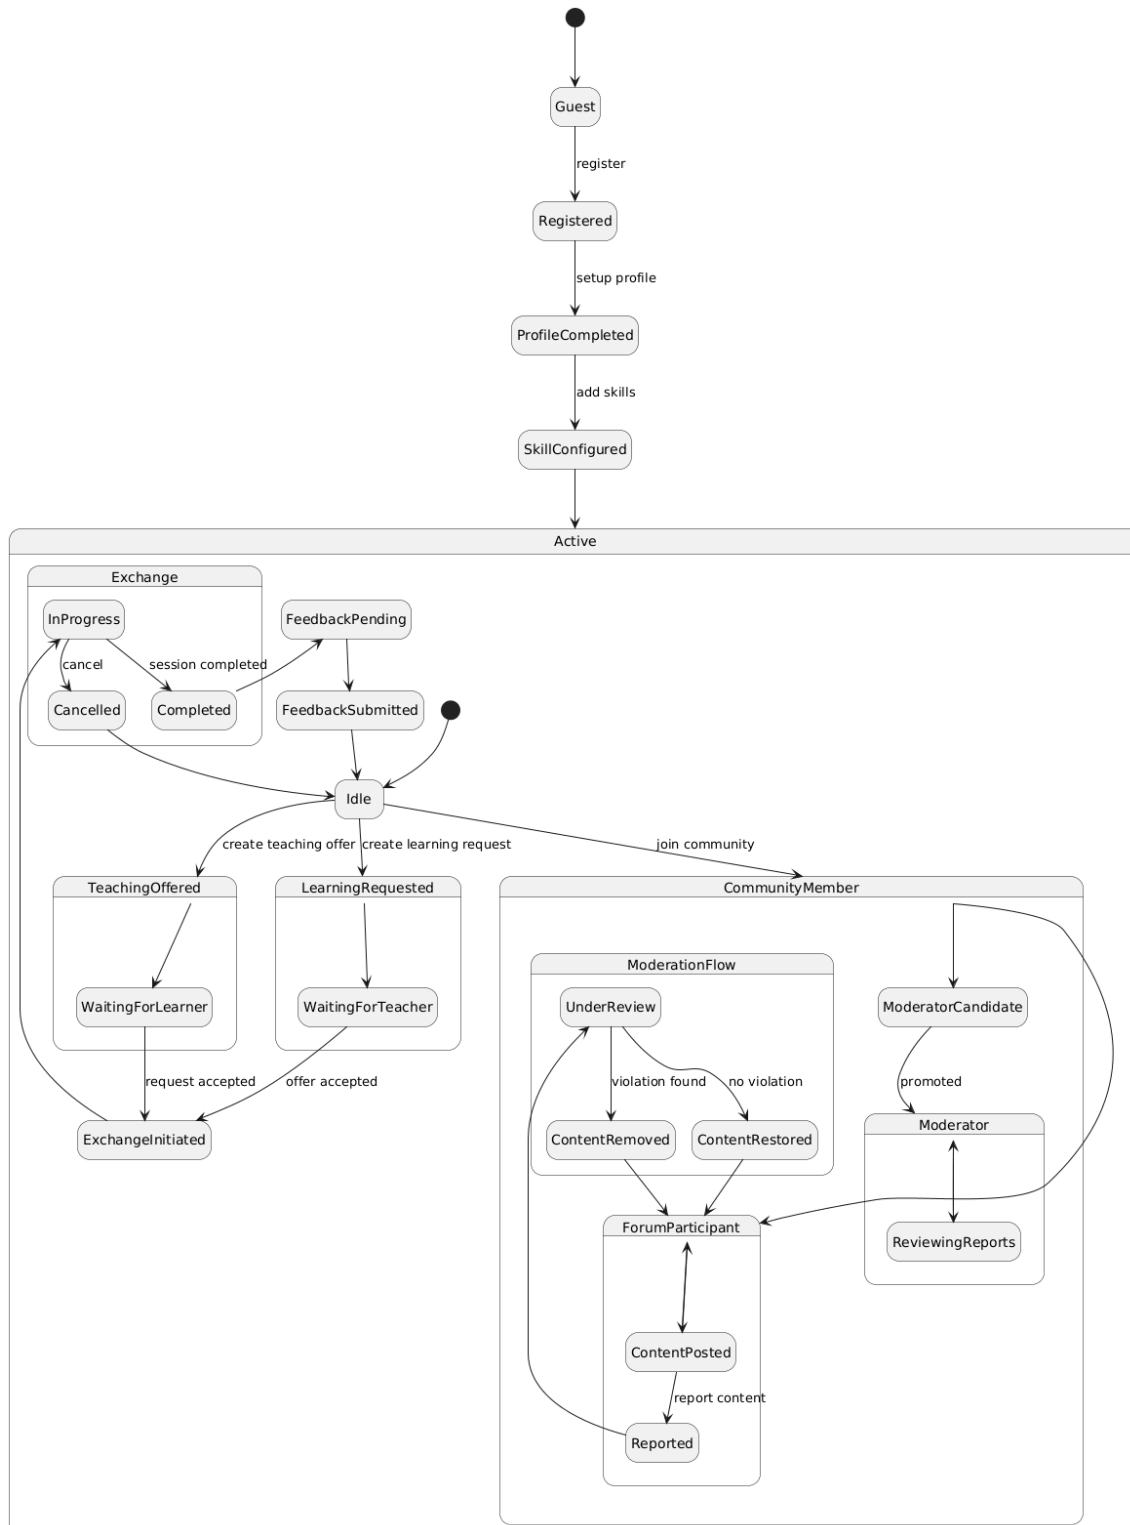 Guest
register
Registered
setup profile
ProfileCompleted
add skills
SkillConfigured
Active
Exchange
InProgress
FeedbackPending
cancel
session completed
Cancelled
Completed
FeedbackSubmitted
Idle
create teaching offer
create learning request
join community
TeachingOffered
LearningRequested
CommunityMember
ModerationFlow
WaitingForLearner
WaitingForTeacher
UnderReview
ModeratorCandidate
request accepted
offer accepted
violation found
no violation
promoted
ExchangeInitiated
ContentRemoved
ContentRestored
Moderator
ForumParticipant
ReviewingReports
ContentPosted
report content
Reported